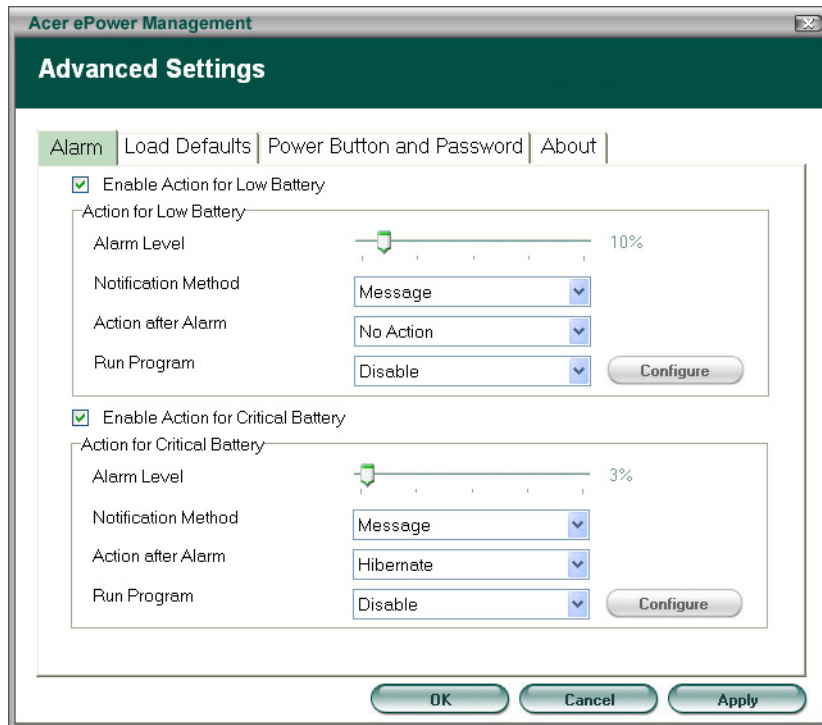 Acer ePower Management
Advanced Settings
Alarm Load Defaults Power Button and Password About
Enable Action for Low Battery
Action for Low Battery
Alarm Level 10%
Notification Method Message
Action after Alarm No Action
Run Program Disable Configure
Enable Action for Critical Battery
Action for Critical Battery
Alarm Level 3%
Notification Method Message
Action after Alarm Hibernate
Run Program Disable Configure
OK Cancel Apply